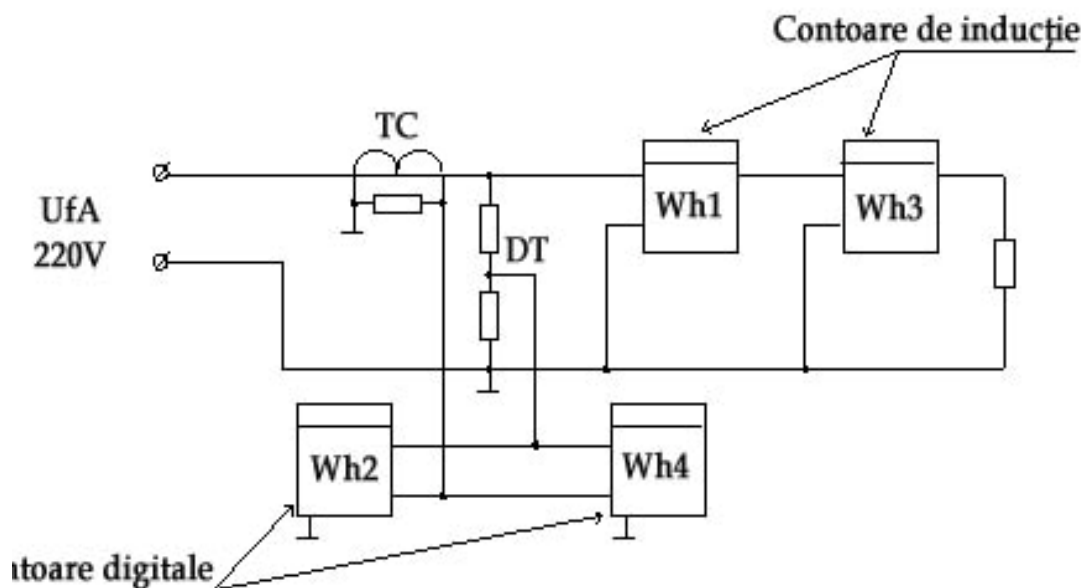 Contoare de inducție
TC
UfA
220V
DT
Wh1
Wh3
Wh2
Wh4
ntoare digitale